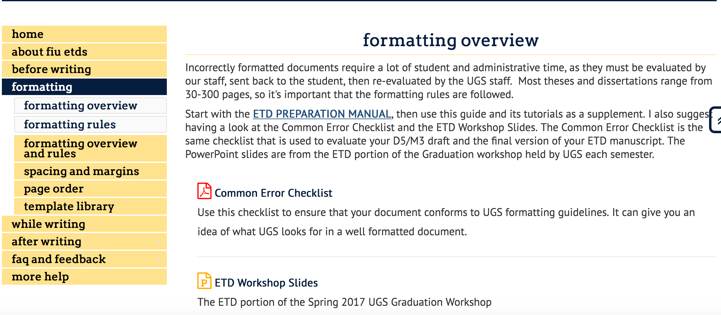 home
about fiu etds
before writing
formatting
formatting overview
formatting rules
formatting overview
and rules
spacing and margins
page order
template library
while writing
after writing
faq and feedback
more help
formatting overview
Incorrectly formatted documents require a lot of student and administrative time, as they must be evaluated by
our staff, sent back to the student, then re-evaluated by the UGS staff.  Most theses and dissertations range from
30-300 pages, so it's important that the formatting rules are followed.
Start with the ETD PREPARATION MANUAL, then use this guide and its tutorials as a supplement. I also suggest
having a look at the Common Error Checklist and the ETD Workshop Slides. The Common Error Checklist is the
same checklist that is used to evaluate your D5/M3 draft and the final version of your ETD manuscript. The
PowerPoint slides are from the ETD portion of the Graduation workshop held by UGS each semester.
Common Error Checklist
Use this checklist to ensure that your document conforms to UGS formatting guidelines. It can give you an
idea of what UGS looks for in a well formatted document.
P ETD Workshop Slides
The ETD portion of the Spring 2017 UGS Graduation Workshop